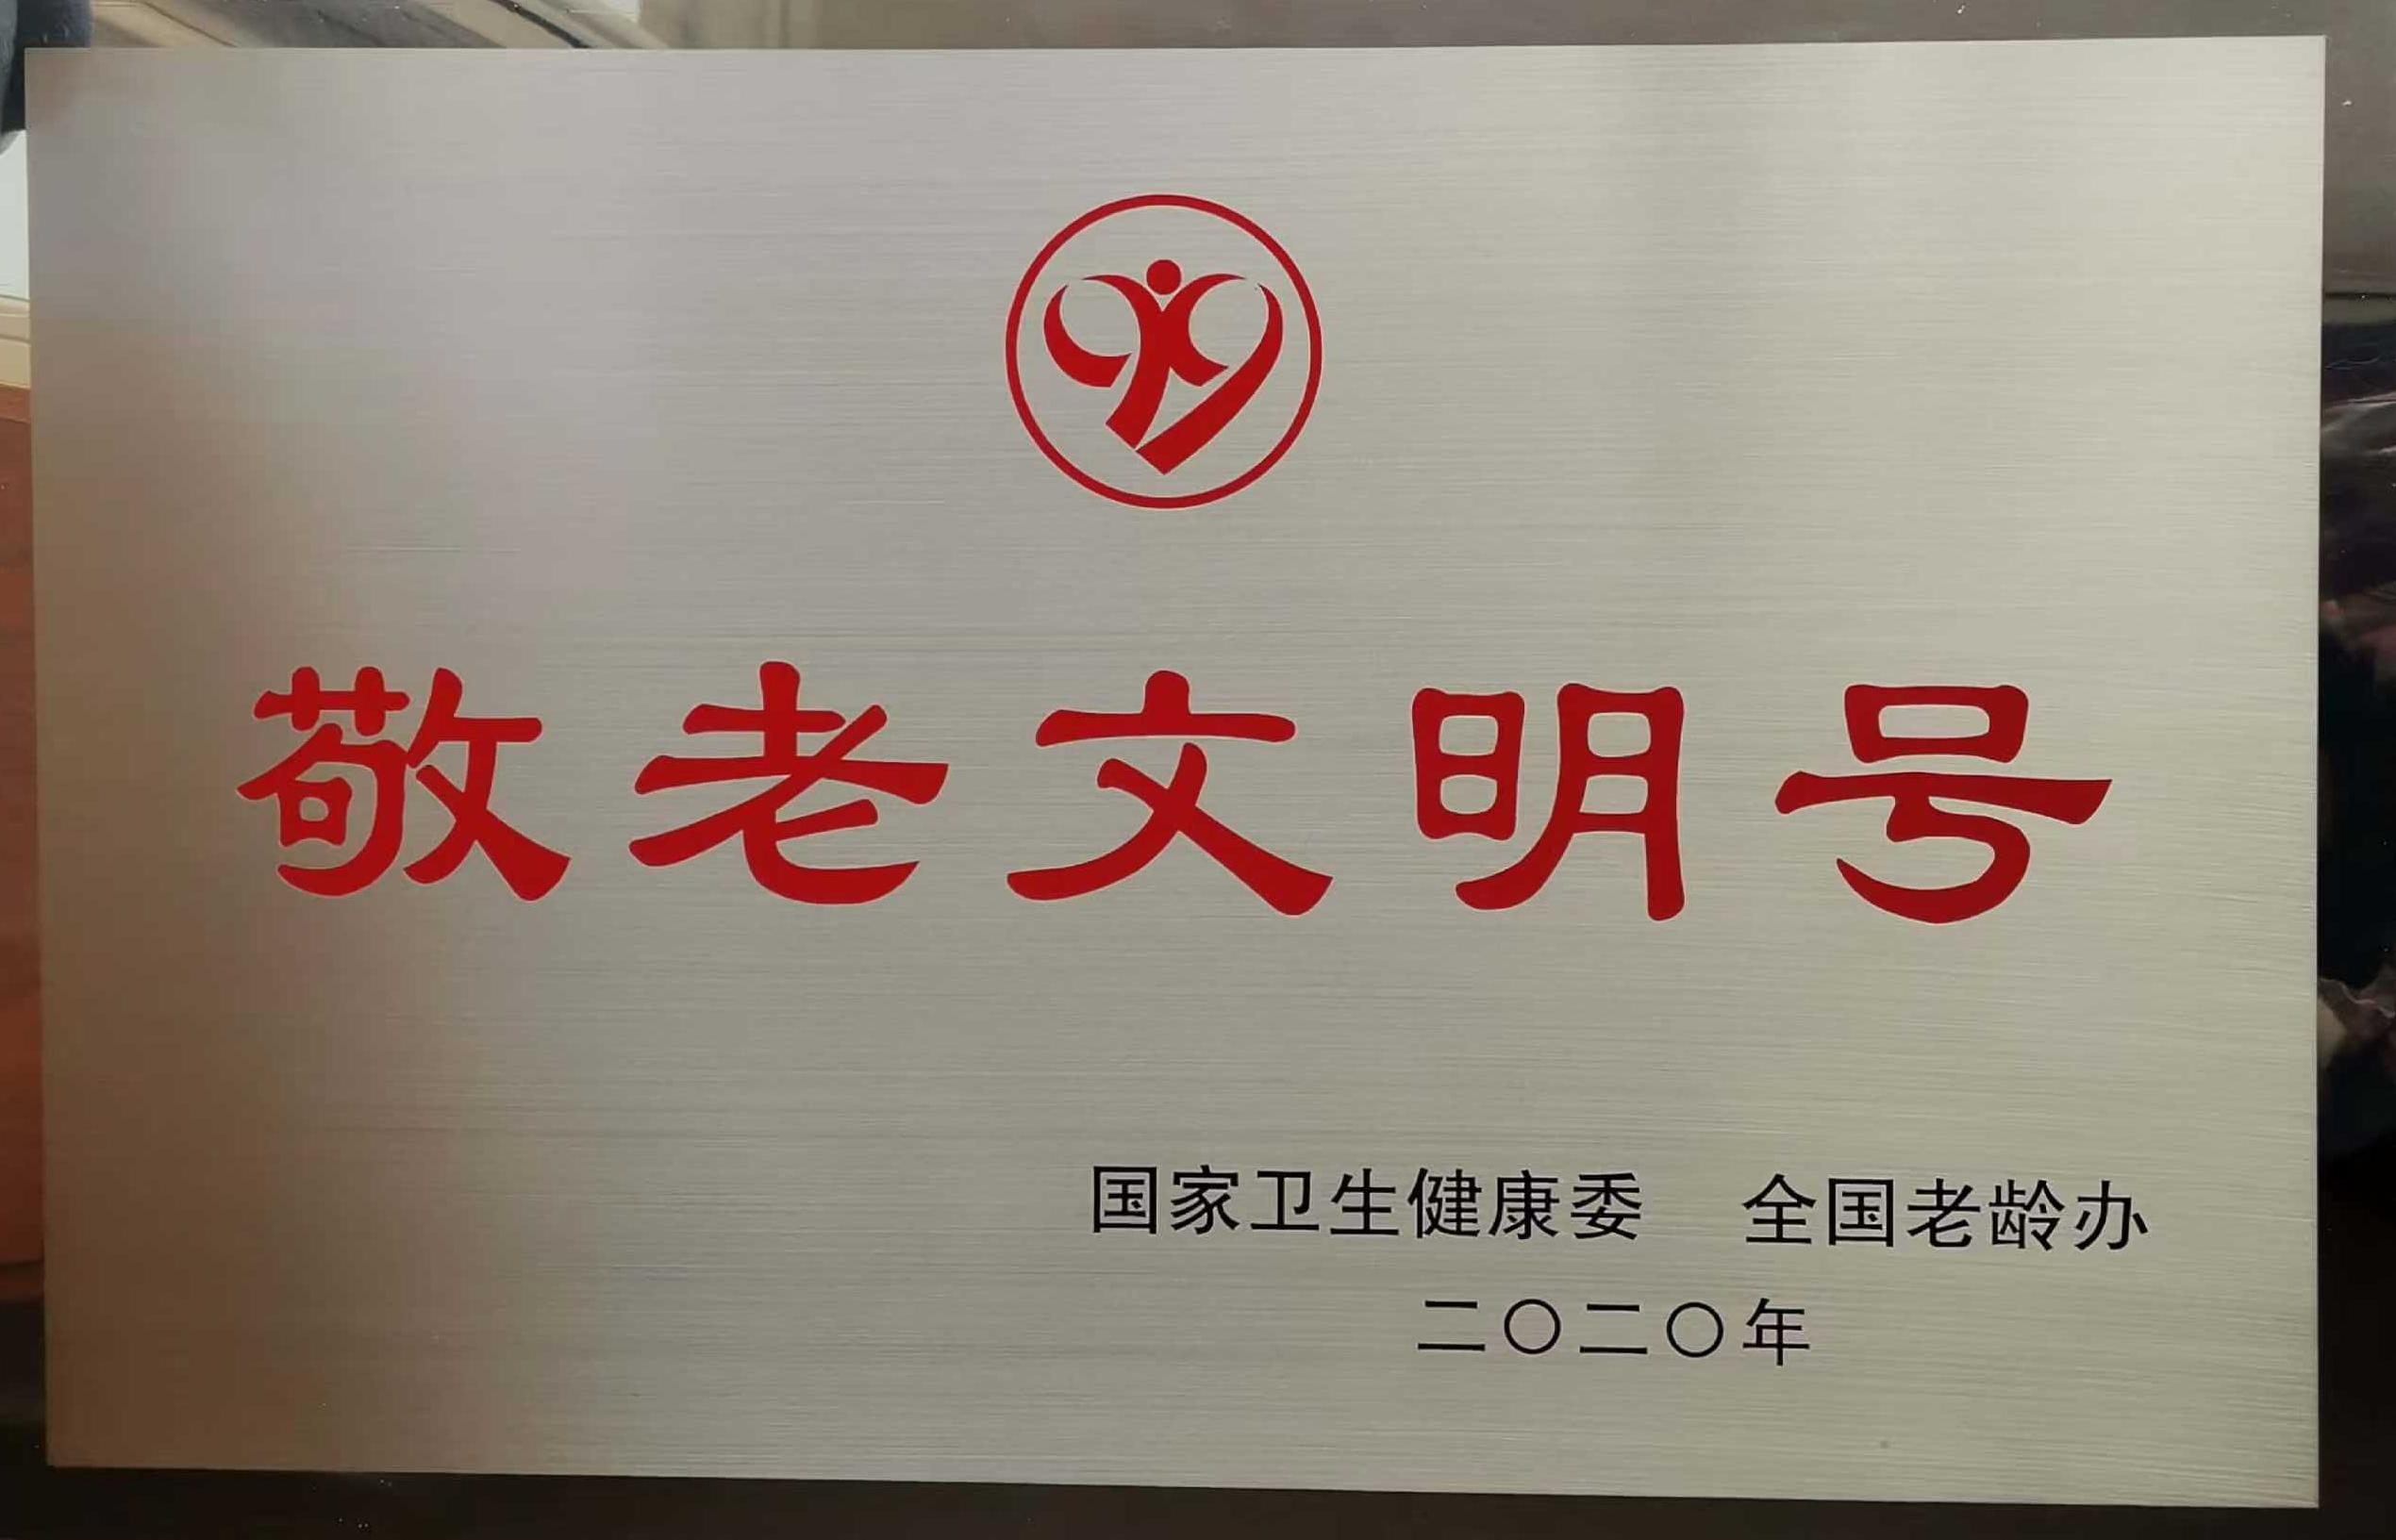 敬老文明号
国家卫生健康委 全国老龄办
二〇二〇年